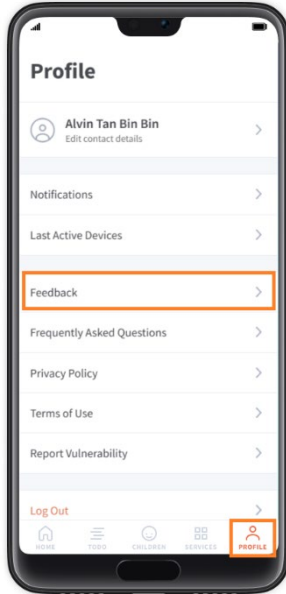 Profile
Alvin Tan Bin Bin
Edit contact details
Notifications
Last Active Devices
Feedback
Frequently Asked Questions
Privacy Policy
Terms of Use
Report Vulnerability
Log Out
HOME TODO CHILDREN SERVICES PROFILE